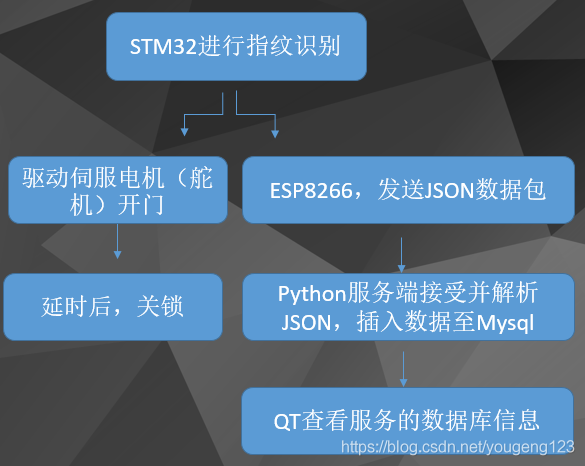 STM32进行指纹识别
驱动伺服电机（舵
机）开门
ESP8266，发送JSON数据包
延时后，关锁
Python服务端接受并解析
JSON，插入数据至Mysql
QT查看服务的数据库信息
https://blog.csdn.net/yougeng123